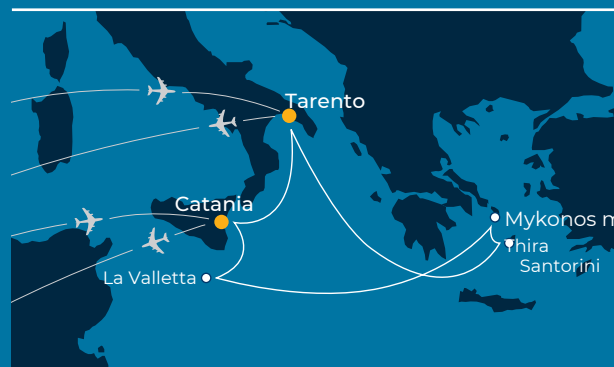 Tarento
Catania
Mykonos m
Thira
Santorini
La Valletta